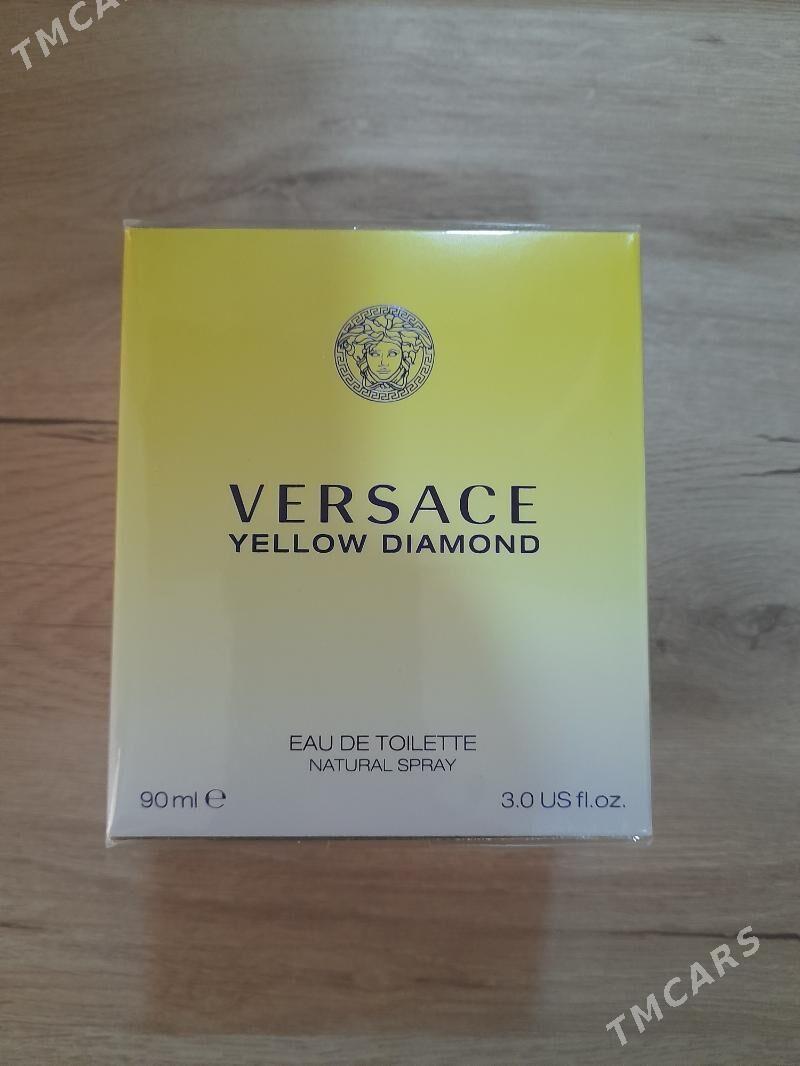 TMCARS
VERSACE
YELLOW DIAMOND
EAU DE TOILETTE
NATURAL SPRAY
90 ml ℮
3.0 US fl.oz.
TMCARS